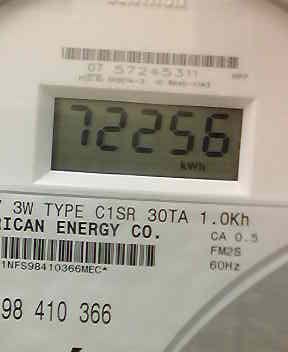 07 57245311
72256
kWh
3W TYPE C1SR 30TA 1.0Kh
RICAN ENERGY CO.
CA 0.5
FM2S
1NFS98410366MEC*
60Hz
98 410 366